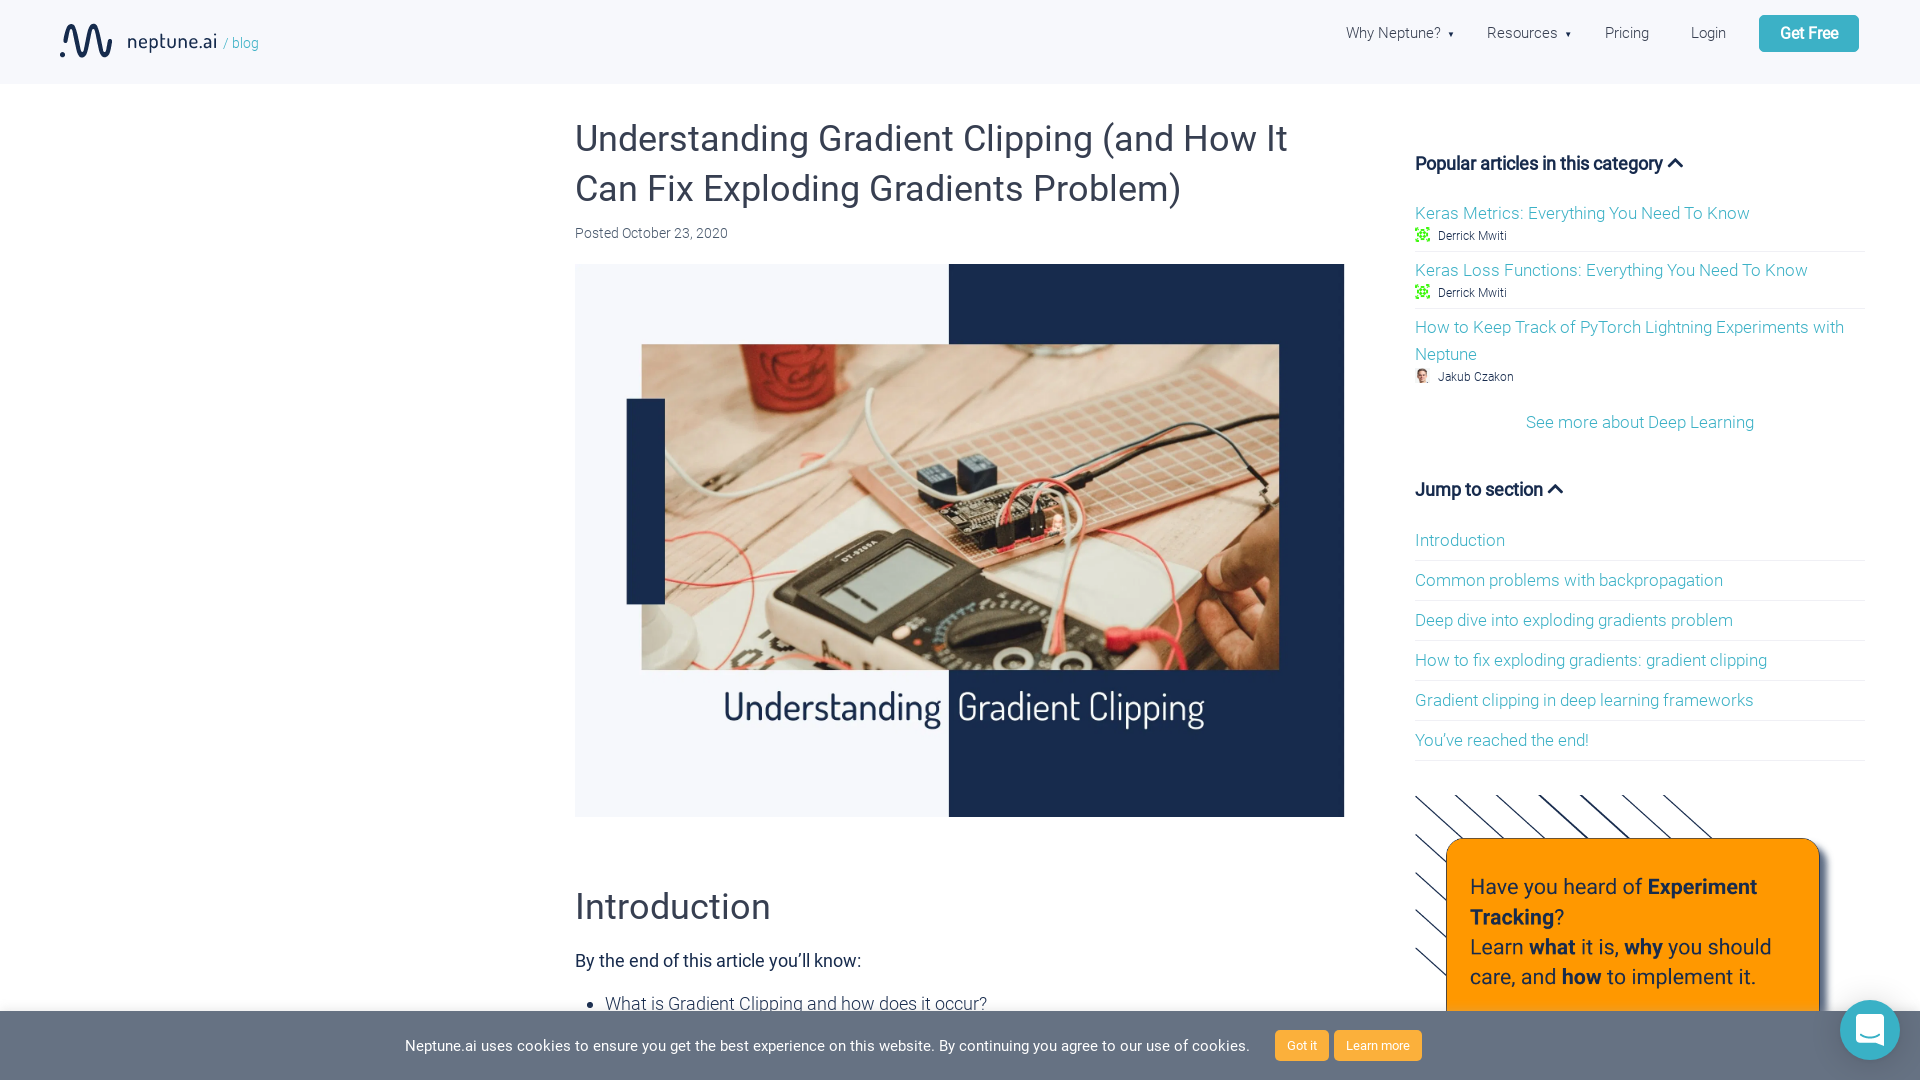 neptune.ai / blog
Why Neptune? ▾
Resources ▾
Pricing
Login
Get Free
Understanding Gradient Clipping (and How It
Can Fix Exploding Gradients Problem)
Posted October 23, 2020
Coffee
DT-9205A
Understanding Gradient Clipping
Introduction
By the end of this article you’ll know:
• What is Gradient Clipping and how does it occur?
Popular articles in this category
Keras Metrics: Everything You Need To Know
Derrick Mwiti
Keras Loss Functions: Everything You Need To Know
Derrick Mwiti
How to Keep Track of PyTorch Lightning Experiments with
Neptune
Jakub Czakon
See more about Deep Learning
Jump to section
Introduction
Common problems with backpropagation
Deep dive into exploding gradients problem
How to fix exploding gradients: gradient clipping
Gradient clipping in deep learning frameworks
You’ve reached the end!
Have you heard of Experiment
Tracking?
Learn what it is, why you should
care, and how to implement it.
Neptune.ai uses cookies to ensure you get the best experience on this website. By continuing you agree to our use of cookies.
Got it
Learn more